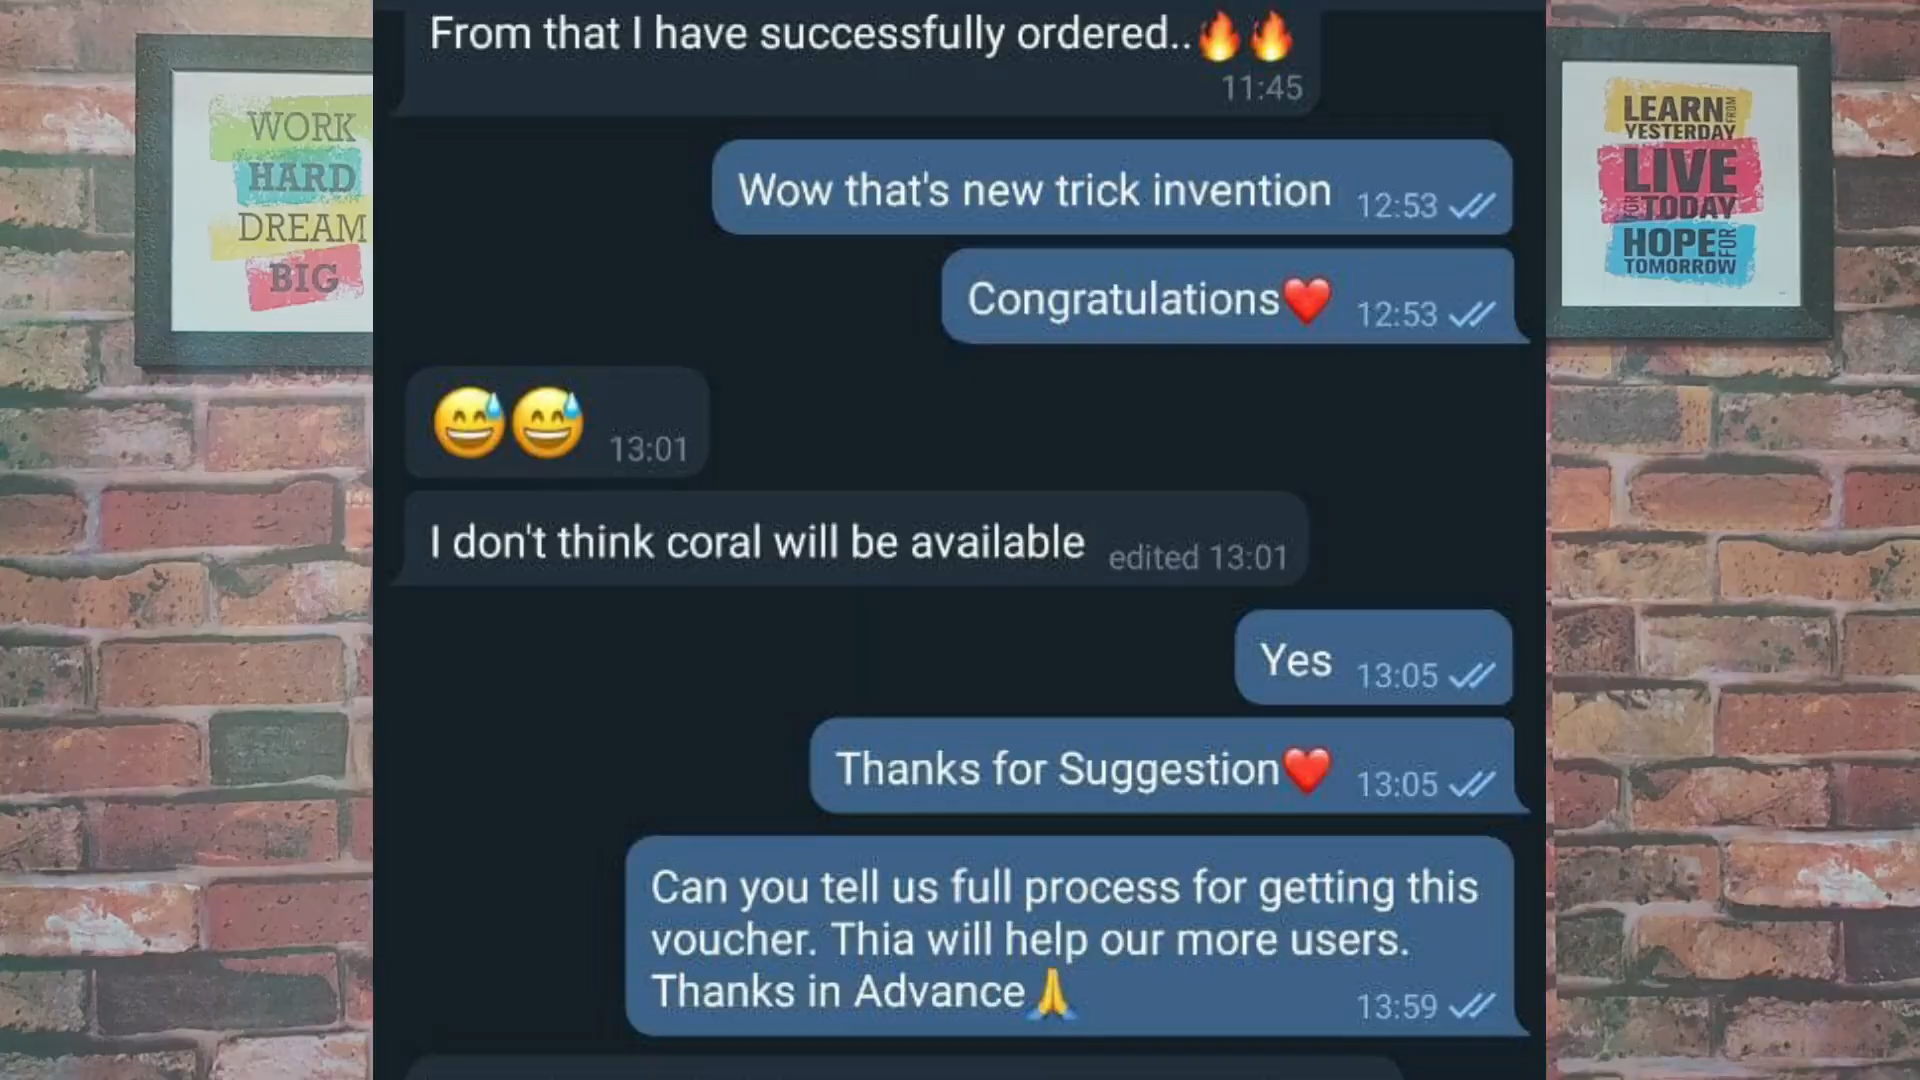 WORK
HARD
DREAM
BIG
From that I have successfully ordered..🔥🔥
11:45
Wow that's new trick invention 12:53
Congratulations❤️ 12:53
😅😅 13:01
I don't think coral will be available edited 13:01
Yes 13:05
Thanks for Suggestion❤️ 13:05
Can you tell us full process for getting this
voucher. Thia will help our more users.
Thanks in Advance🙏 13:59
LEARN FROM
YESTERDAY
LIVE
FOR TODAY
HOPE FOR
TOMORROW